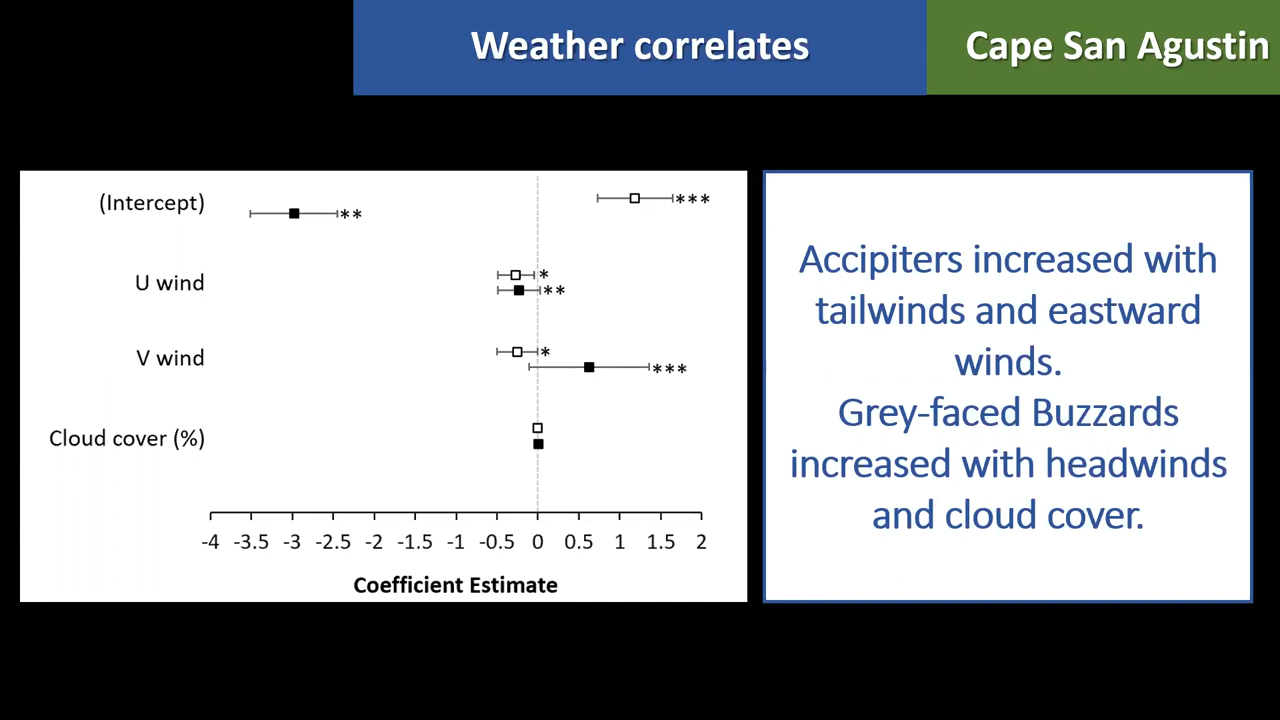 Weather correlates
Cape San Agustin
(Intercept)
***
**
U wind
*
**
V wind
*
***
Cloud cover (%)
-4 -3.5 -3 -2.5 -2 -1.5 -1 -0.5 0 0.5 1 1.5 2
Coefficient Estimate
Accipiters increased with
tailwinds and eastward
winds.
Grey-faced Buzzards
increased with headwinds
and cloud cover.